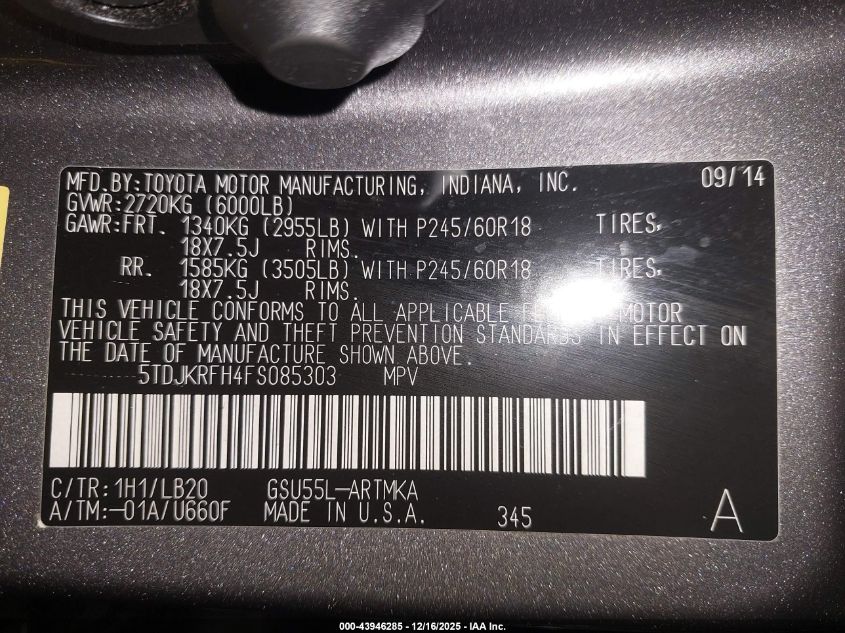 MFD.BY:TOYOTA MOTOR MANUFACTURING, INDIANA, INC. 09/14
GVWR:2720KG (6000LB)
GAWR:FRT. 1340KG (2955LB) WITH P245/60R18 TIRES,
18X7.5J RIMS.
RR. 1585KG (3505LB) WITH P245/60R18 TIRES,
18X7.5J RIMS.
THIS VEHICLE CONFORMS TO ALL APPLICABLE MOTOR
VEHICLE SAFETY AND THEFT PREVENTION STANDARDS IN EFFECT ON
THE DATE OF MANUFACTURE SHOWN ABOVE.
5TDJKRFH4FS085303 MPV
C/TR:1H1/LB20 GSU55L-ARTMKA
A/TM:-01A/U660F MADE IN U.S.A. 345 A
000-43946285 - 12/16/2025 - IAA Inc.